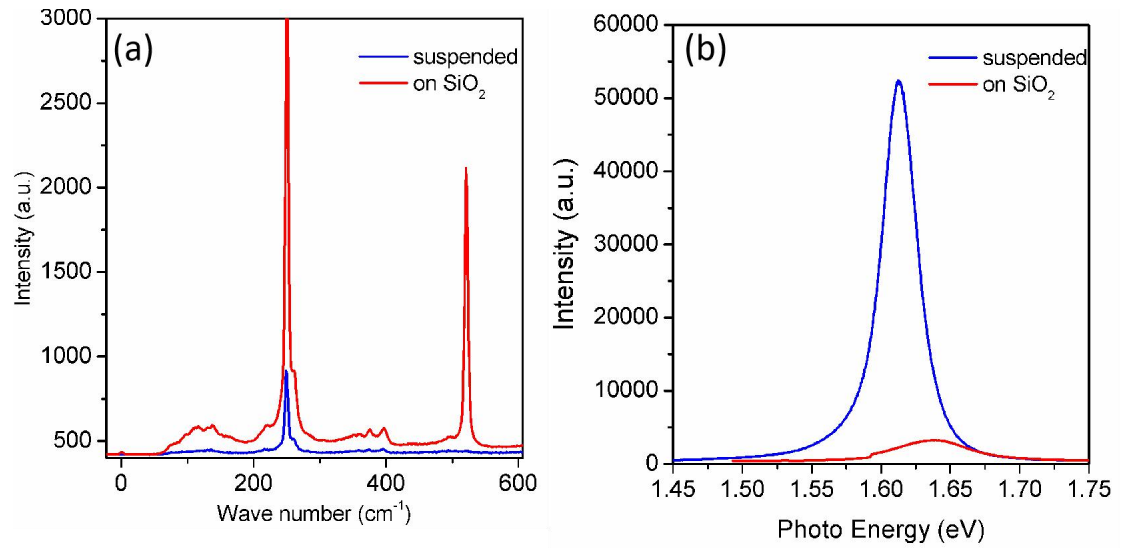 (a)
suspended
on SiO₂
3000
2500
2000
1500
1000
500
0
200
400
600
Intensity (a.u.)
Wave number (cm⁻¹)
(b)
suspended
on SiO₂
60000
50000
40000
30000
20000
10000
0
1.45
1.50
1.55
1.60
1.65
1.70
1.75
Intensity (a.u.)
Photo Energy (eV)